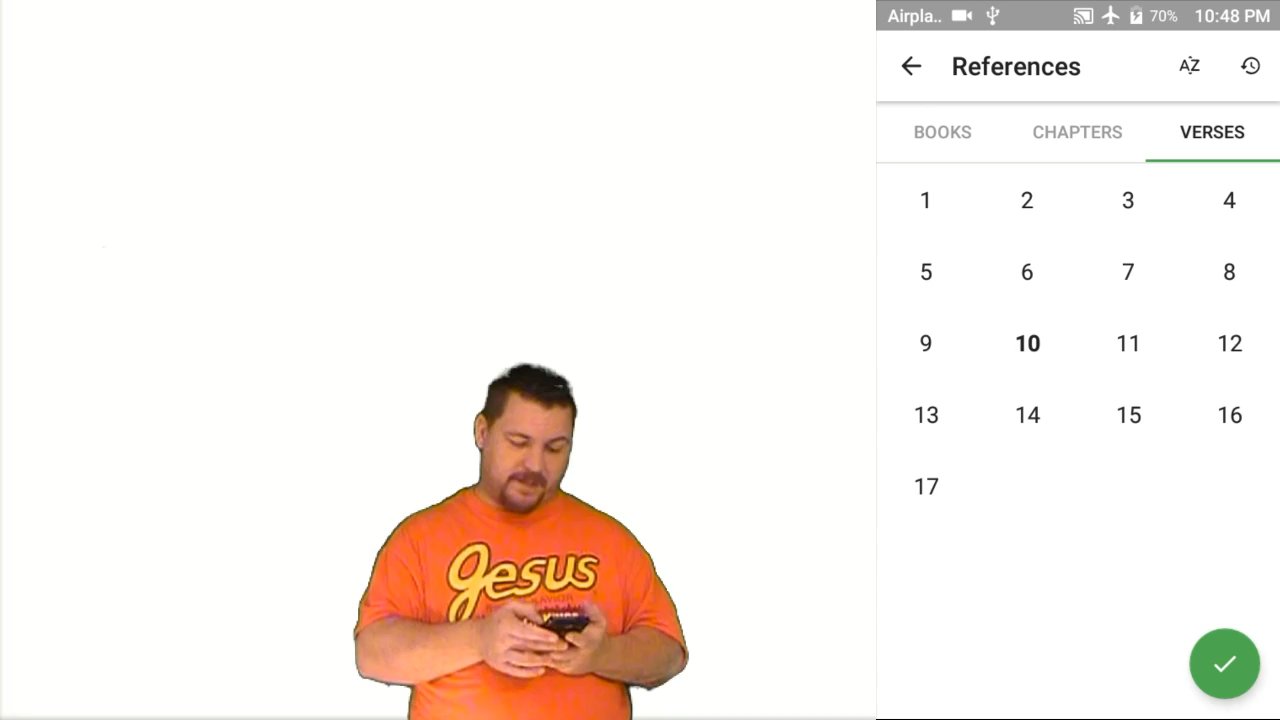 Airpla.. 70% 10:48 PM
References AZ
BOOKS CHAPTERS VERSES
1 2 3 4
5 6 7 8
9 10 11 12
13 14 15 16
17
Jesus